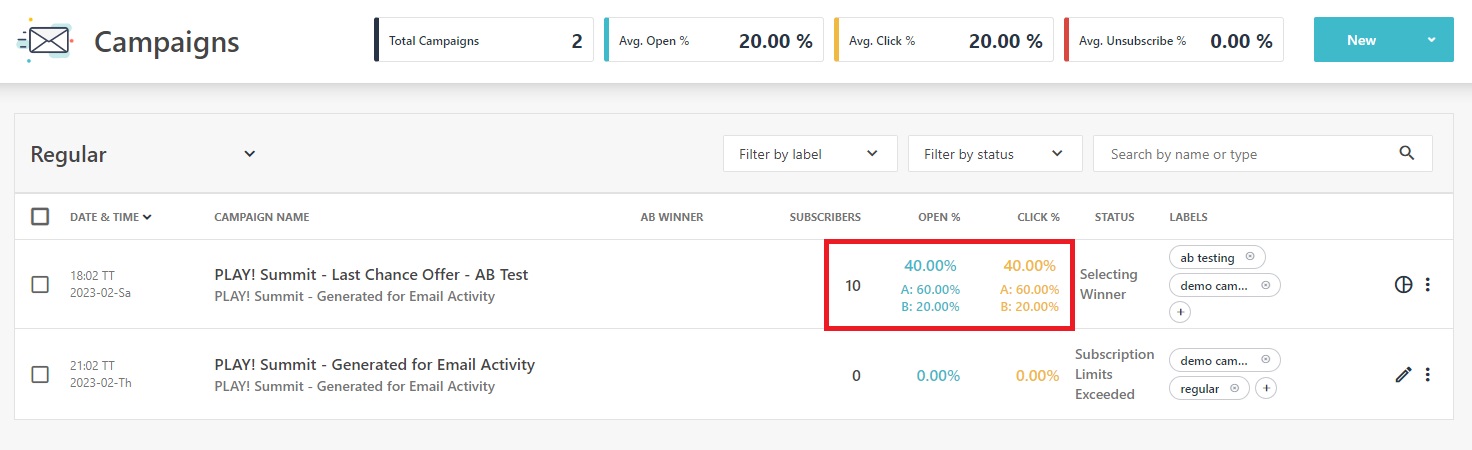 Campaigns
Total Campaigns 2
Avg. Open % 20.00 %
Avg. Click % 20.00 %
Avg. Unsubscribe % 0.00 %
New
Regular
Filter by label
Filter by status
Search by name or type
DATE & TIME CAMPAIGN NAME AB WINNER SUBSCRIBERS OPEN % CLICK % STATUS LABELS
18:02 TT
2023-02-Sa
PLAY! Summit - Last Chance Offer - AB Test
PLAY! Summit - Generated for Email Activity
10
40.00%
A: 60.00%
B: 20.00%
40.00%
A: 60.00%
B: 20.00%
Selecting
Winner
ab testing
demo cam...
+
21:02 TT
2023-02-Th
PLAY! Summit - Generated for Email Activity
PLAY! Summit - Generated for Email Activity
0
0.00%
0.00%
Subscription
Limits
Exceeded
demo cam...
regular +